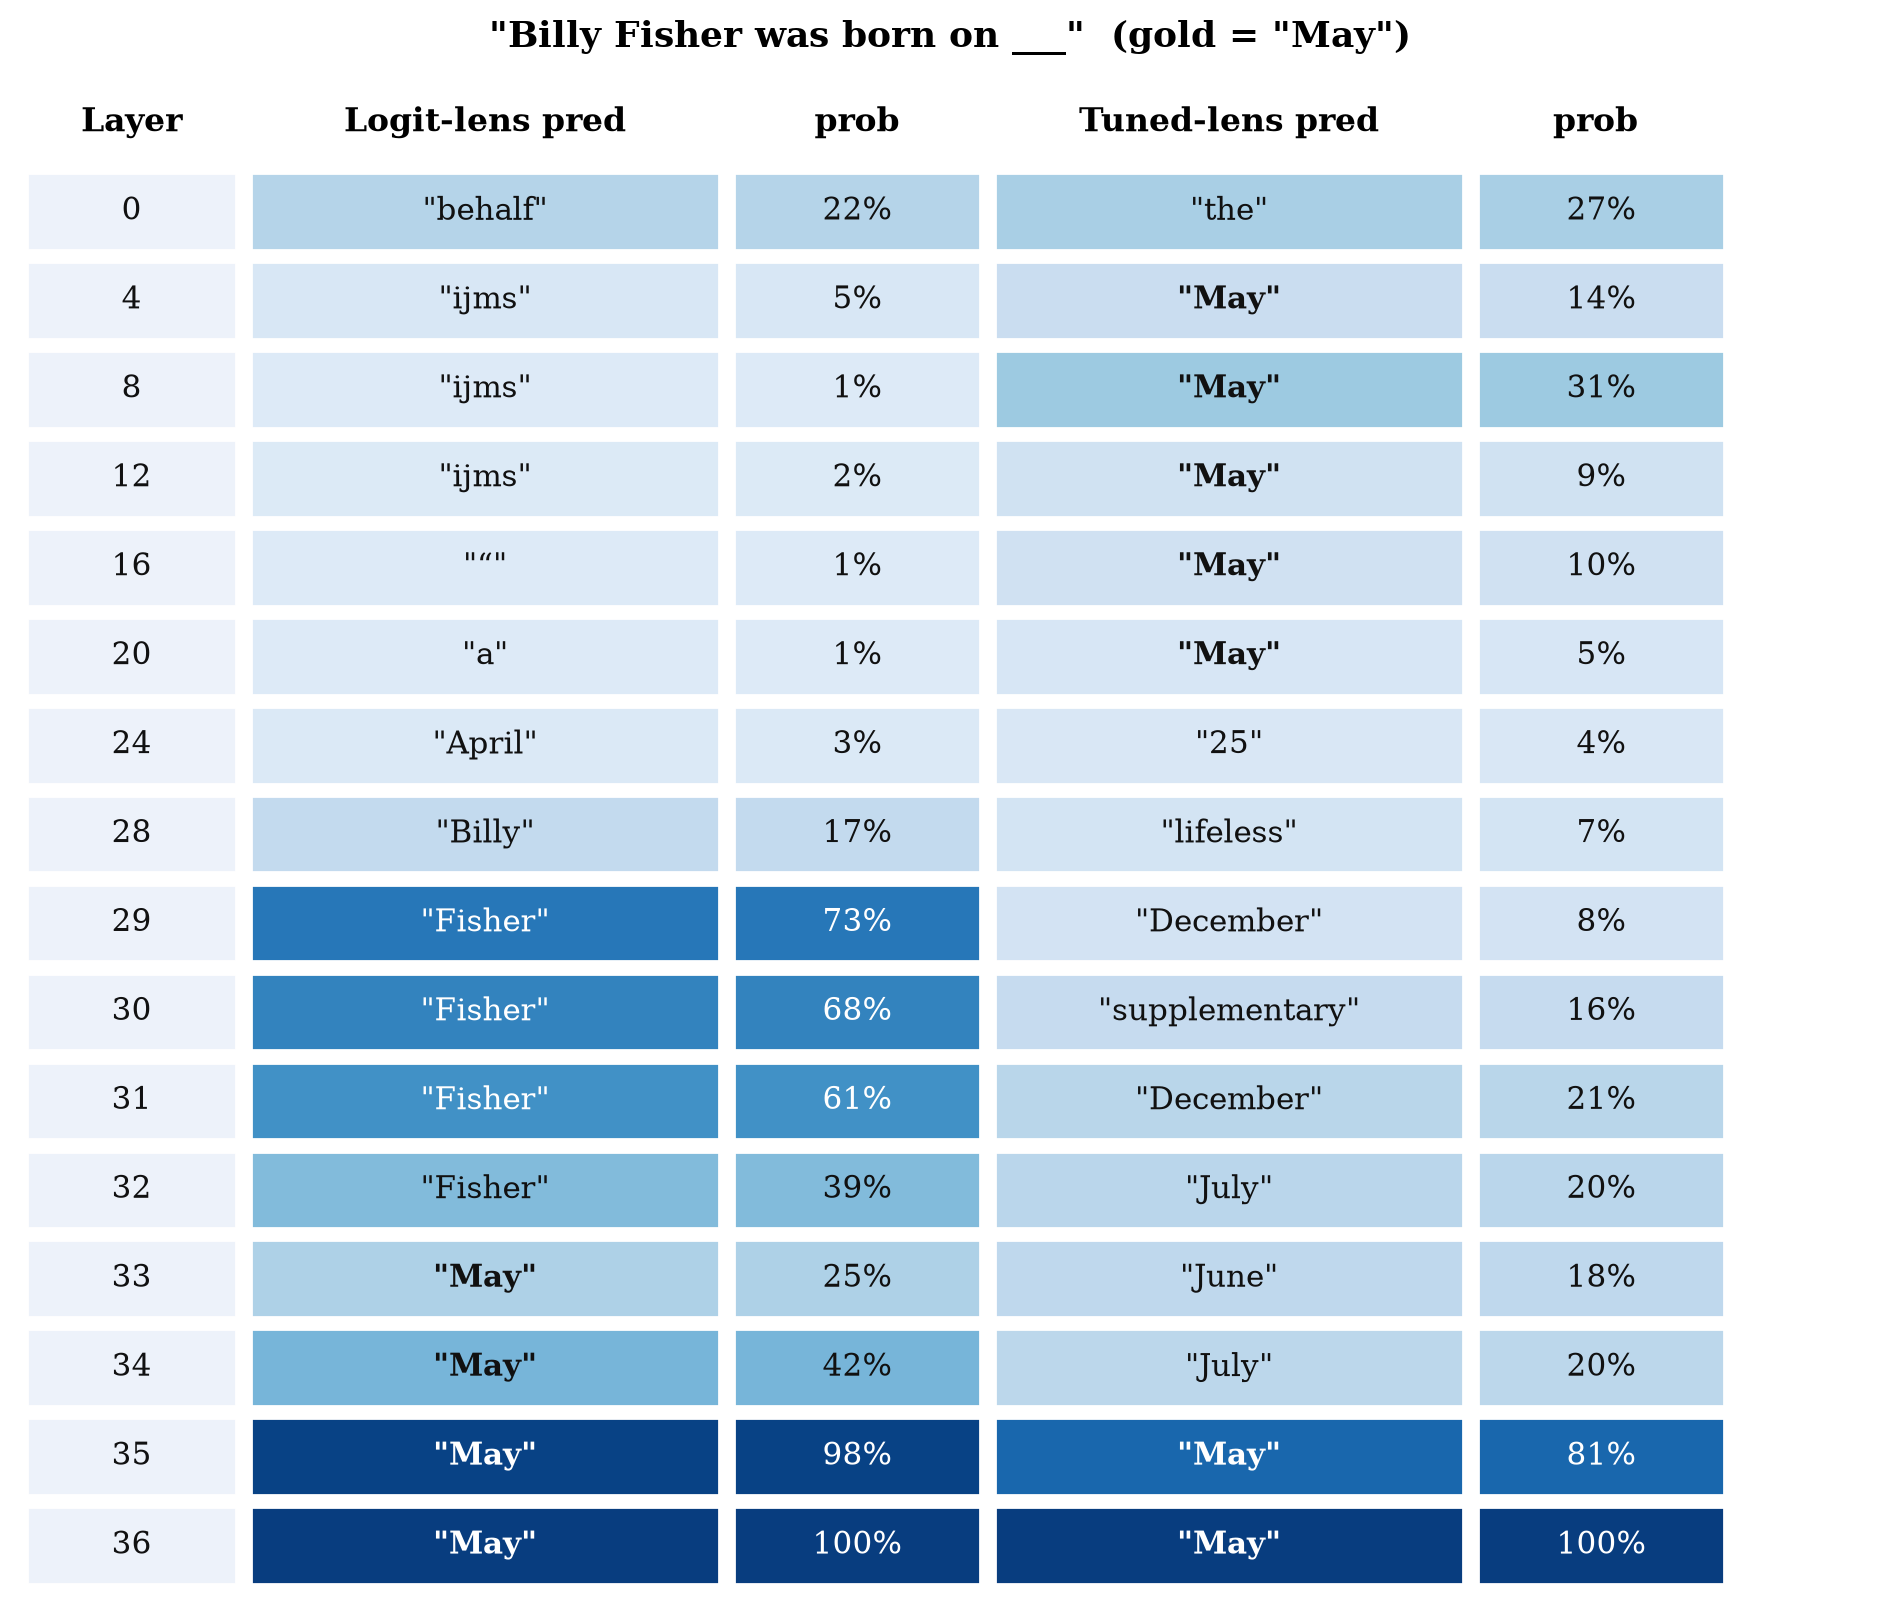 "Billy Fisher was born on ___"  (gold = "May")
Layer Logit-lens pred prob Tuned-lens pred prob
0 "behalf" 22% "the" 27%
4 "ijms" 5% "May" 14%
8 "ijms" 1% "May" 31%
12 "ijms" 2% "May" 9%
16 "“" 1% "May" 10%
20 "a" 1% "May" 5%
24 "April" 3% "25" 4%
28 "Billy" 17% "lifeless" 7%
29 "Fisher" 73% "December" 8%
30 "Fisher" 68% "supplementary" 16%
31 "Fisher" 61% "December" 21%
32 "Fisher" 39% "July" 20%
33 "May" 25% "June" 18%
34 "May" 42% "July" 20%
35 "May" 98% "May" 81%
36 "May" 100% "May" 100%